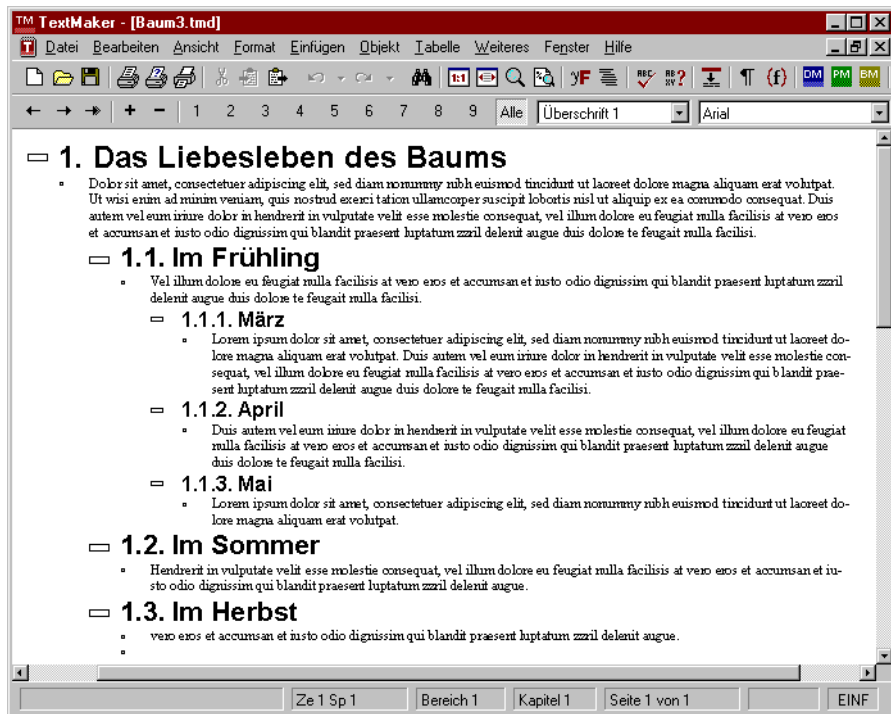 TM TextMaker - [Baum3.tmd]
Datei Bearbeiten Ansicht Format Einfügen Objekt Tabelle Weiteres Fenster Hilfe
1:1 yF ABC RB XY ? ¶ {f} DM PM BM
1 2 3 4 5 6 7 8 9 Alle Überschrift 1 Arial
1. Das Liebesleben des Baums
Dolor sit amet, consectetuer adipiscing elit, sed diam nonummy nibh euismod tincidunt ut laoreet dolore magna aliquam erat volutpat.
Ut wisi enim ad minim veniam, quis nostrud exerci tation ullamcorper suscipit lobortis nisl ut aliquip ex ea commodo consequat. Duis
autem vel eum iriure dolor in hendrerit in vulputate velit esse molestie consequat, vel illum dolore eu feugiat nulla facilisis at vero eros
et accumsan et iusto odio dignissim qui blandit praesent luptatum zzril delenit augue duis dolore te feugait nulla facilisi.
1.1. Im Frühling
Vel illum dolore eu feugiat nulla facilisis at vero eros et accumsan et iusto odio dignissim qui blandit praesent luptatum zzril
delenit augue duis dolore te feugait nulla facilisi.
1.1.1. März
Lorem ipsum dolor sit amet, consectetuer adipiscing elit, sed diam nonummy nibh euismod tincidunt ut laoreet do-
lore magna aliquam erat volutpat. Duis autem vel eum iriure dolor in hendrerit in vulputate velit esse molestie con-
sequat, vel illum dolore eu feugiat nulla facilisis at vero eros et accumsan et iusto odio dignissim qui blandit prae-
sent luptatum zzril delenit augue duis dolore te feugait nulla facilisi.
1.1.2. April
Duis autem vel eum iriure dolor in hendrerit in vulputate velit esse molestie consequat, vel illum dolore eu feugiat
nulla facilisis at vero eros et accumsan et iusto odio dignissim qui blandit praesent luptatum zzril delenit augue
duis dolore te feugait nulla facilisi.
1.1.3. Mai
Lorem ipsum dolor sit amet, consectetuer adipiscing elit, sed diam nonummy nibh euismod tincidunt ut laoreet do-
lore magna aliquam erat volutpat.
1.2. Im Sommer
Hendrerit in vulputate velit esse molestie consequat, vel illum dolore eu feugiat nulla facilisis at vero eros et accumsan et iu-
sto odio dignissim qui blandit praesent luptatum zzril delenit augue.
1.3. Im Herbst
vero eros et accumsan et iusto odio dignissim qui blandit praesent luptatum zzril delenit augue.
Ze 1 Sp 1 Bereich 1 Kapitel 1 Seite 1 von 1 EINF